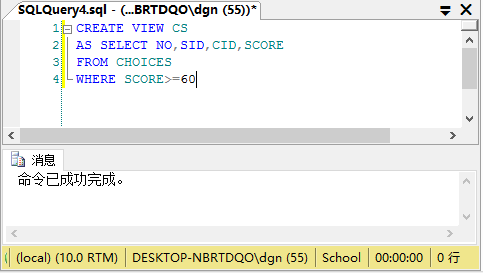 SQLQuery4.sql - (...BRTDQO\dgn (55))*
1 CREATE VIEW CS
2 AS SELECT NO,SID,CID,SCORE
3 FROM CHOICES
4 WHERE SCORE>=60
消息
命令已成功完成。
(local) (10.0 RTM) DESKTOP-NBRTDQO\dgn (55) School 00:00:00 0 行